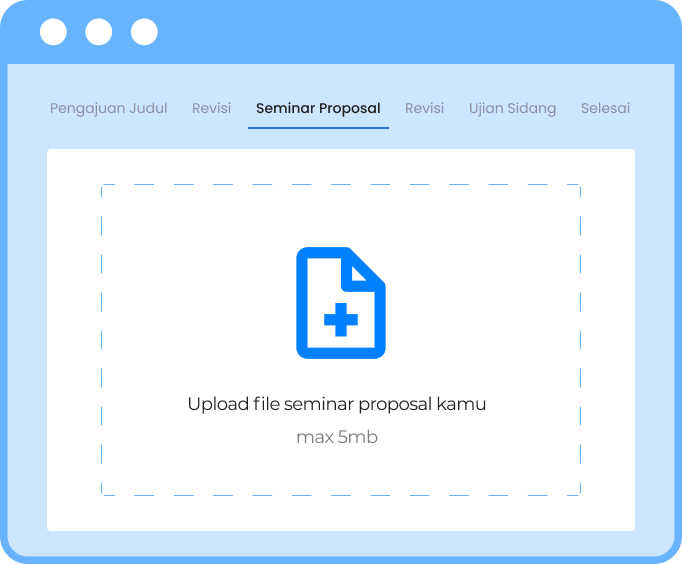 Pengajuan Judul Revisi Seminar Proposal Revisi Ujian Sidang Selesai
Upload file seminar proposal kamu
max 5mb